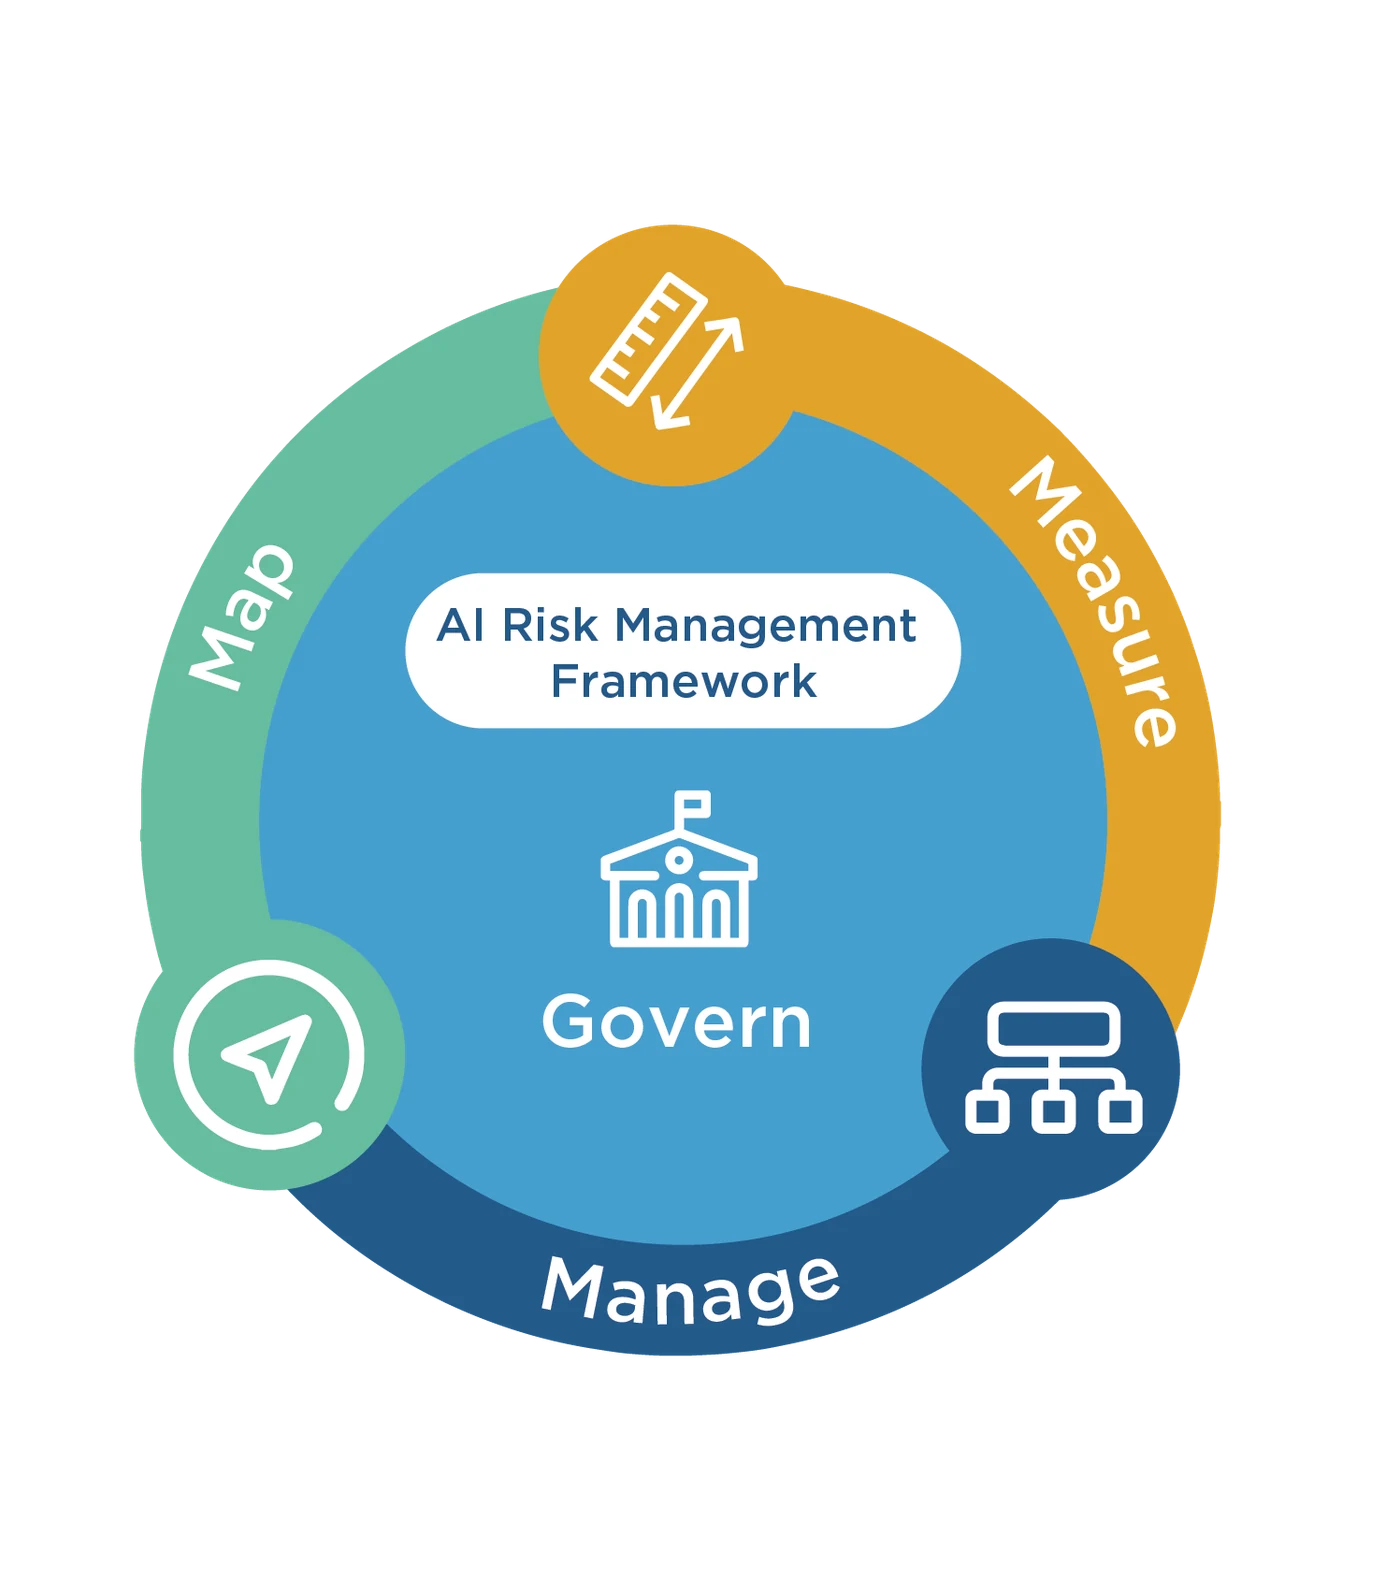 Map
Measure
AI Risk Management
Framework
Govern
Manage